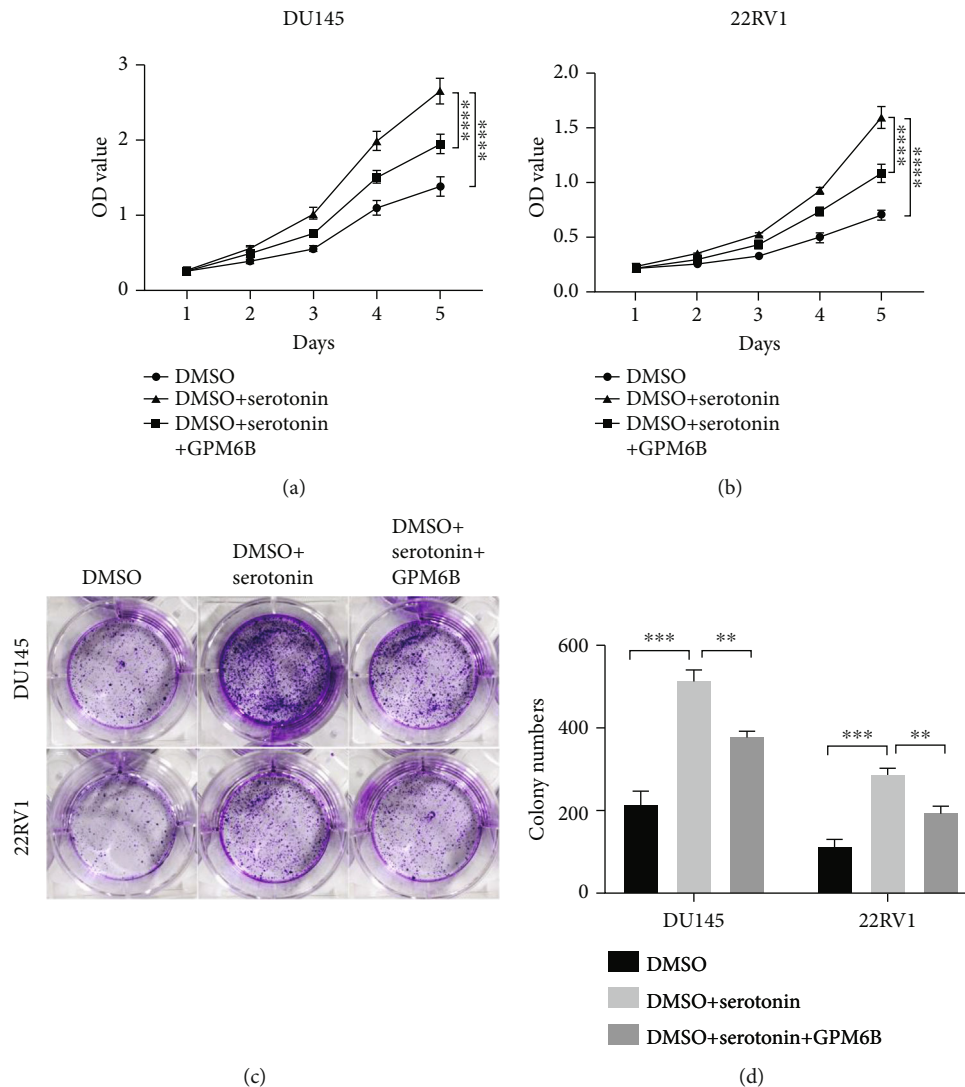 DU145
3
2
1
0
OD value
****
****
1 2 3 4 5
Days
DMSO
DMSO+serotonin
DMSO+serotonin
+GPM6B
(a)
22RV1
2.0
1.5
1.0
0.5
0.0
OD value
****
****
1 2 3 4 5
Days
DMSO
DMSO+serotonin
DMSO+serotonin
+GPM6B
(b)
DMSO
DMSO+
serotonin
DMSO+
serotonin+
GPM6B
DU145
22RV1
(c)
600
400
200
0
Colony numbers
*** **
*** **
DU145 22RV1
DMSO
DMSO+serotonin
DMSO+serotonin+GPM6B
(d)